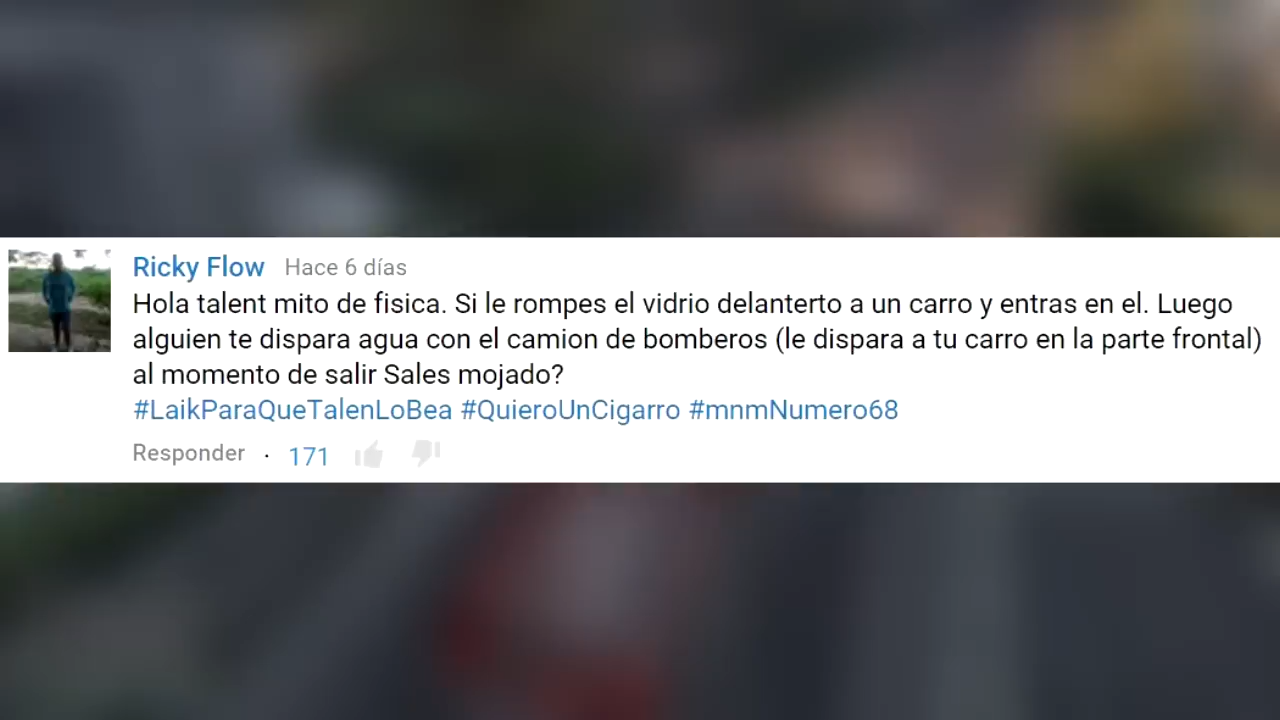 Ricky Flow Hace 6 días
Hola talent mito de fisica. Si le rompes el vidrio delanterto a un carro y entras en el. Luego
alguien te dispara agua con el camion de bomberos (le dispara a tu carro en la parte frontal)
al momento de salir Sales mojado?
#LaikParaQueTalenLoBea #QuieroUnCigarro #mnmNumero68
Responder · 171